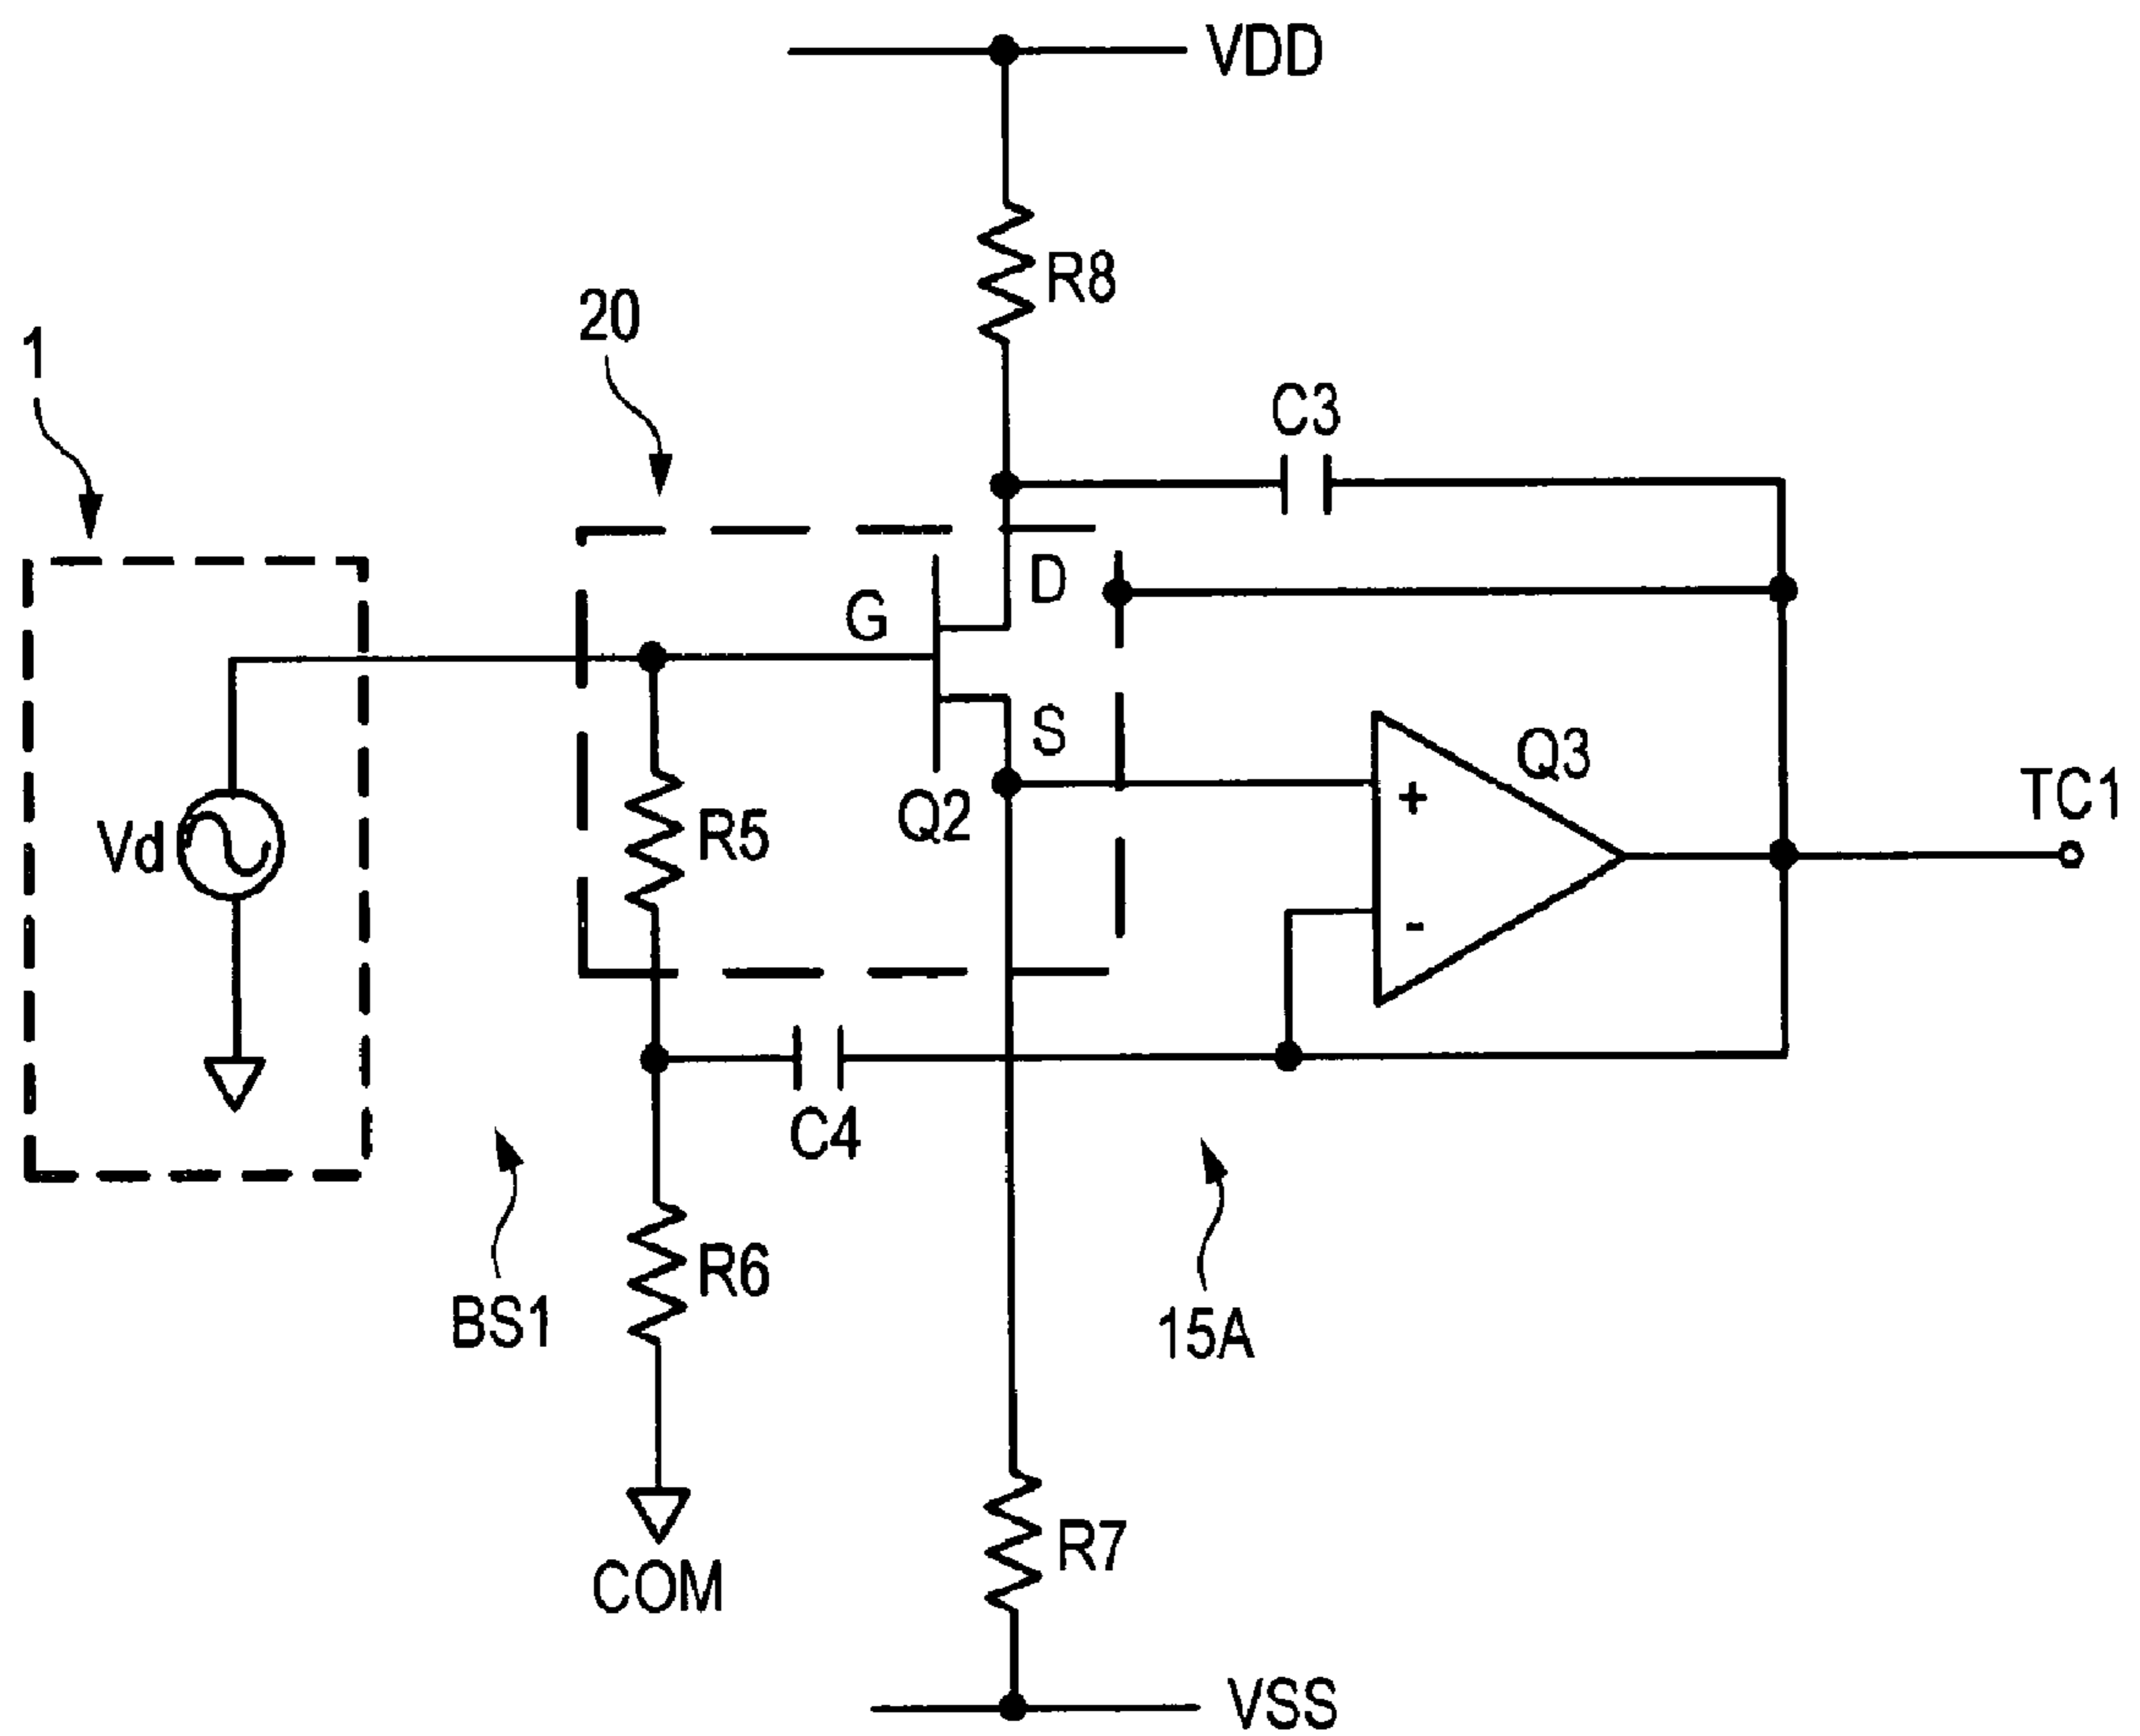 VDD
R8
20
1
C3
D
G
S
Q3
Q2
TC1
Vd
R5
+
-
C4
R6
BS1
15A
R7
COM
VSS